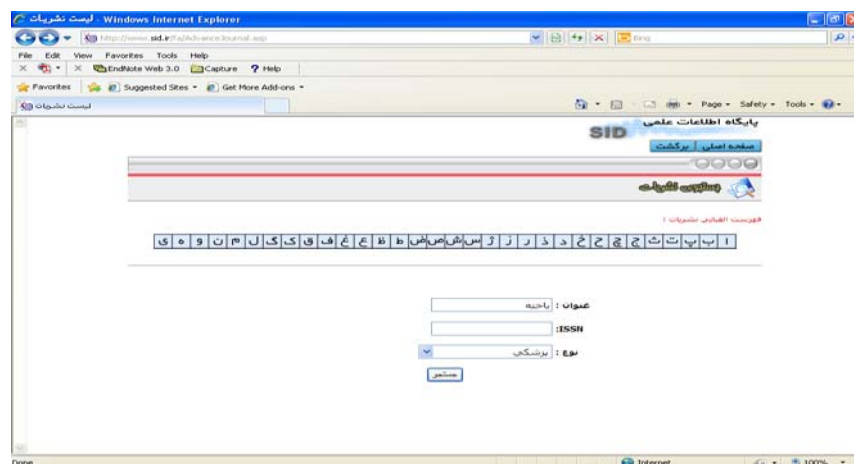 لیست نشریات - Windows Internet Explorer
http://www.sid.ir/Fa/AdvanceJournal.asp
Bing
File Edit View Favorites Tools Help
EndNote Web 3.0 Capture ? Help
Favorites Suggested Sites Get More Add-ons
لیست نشریات
Page Safety Tools
پایگاه اطلاعات علمی
SID
صفحه اصلی | برگشت
جستجوی نشریات
فهرست الفبایی نشریات :
ا ب پ ت ث ج چ ح خ د ذ ر ز ژ س ش ص ض ط ظ ع غ ف ق ک گ ل م ن و ه ی
عنوان :
ISSN:
نوع : پزشکی
جستجو
Done
Internet
100%